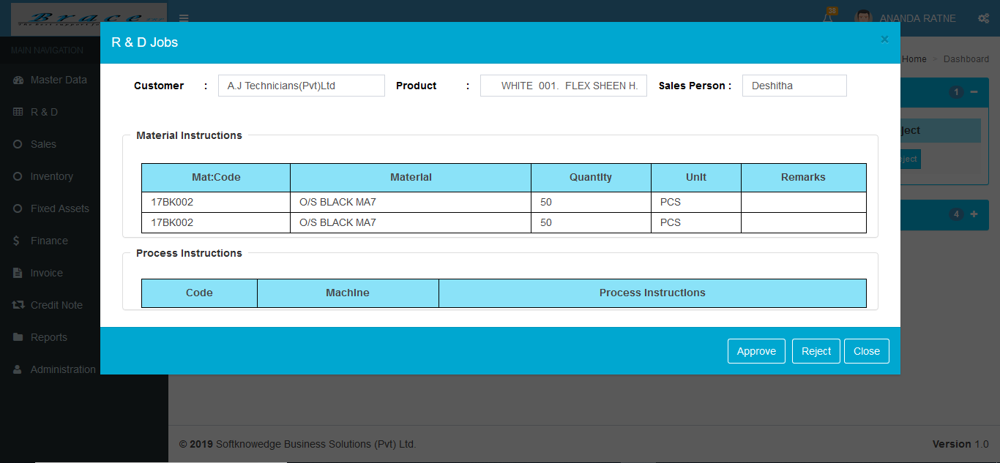 Brace
38
ANANDA RATNE
R & D Jobs
×
MAIN NAVIGATION
Home > Dashboard
Master Data
Customer : A.J Technicians(Pvt)Ltd Product : WHITE 001. FLEX SHEEN H. Sales Person : Deshitha
1
R & D
ject
Material Instructions
Sales
eject
Mat:Code Material Quantity Unit Remarks
Inventory
17BK002 O/S BLACK MA7 50 PCS
Fixed Assets
4
17BK002 O/S BLACK MA7 50 PCS
$ Finance
Process Instructions
Invoice
Code Machine Process Instructions
Credit Note
Reports
Approve Reject Close
Administration
© 2019 Softknowedge Business Solutions (Pvt) Ltd.
Version 1.0